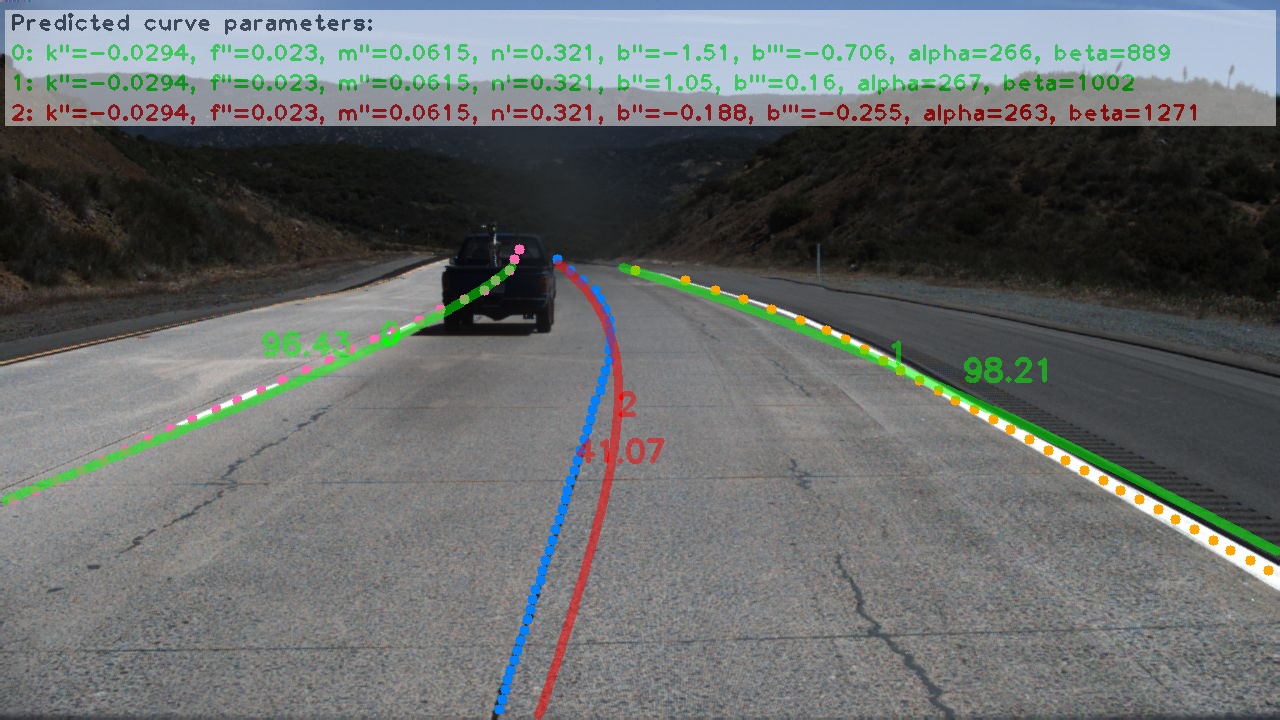 Predicted curve parameters:
0: k''=-0.0294, f''=0.023, m''=0.0615, n'=0.321, b''=-1.51, b'''=-0.706, alpha=266, beta=889
1: k''=-0.0294, f''=0.023, m''=0.0615, n'=0.321, b''=1.05, b'''=0.16, alpha=267, beta=1002
2: k''=-0.0294, f''=0.023, m''=0.0615, n'=0.321, b''=-0.188, b'''=-0.255, alpha=263, beta=1271
0
96.43
1
98.21
2
41.07